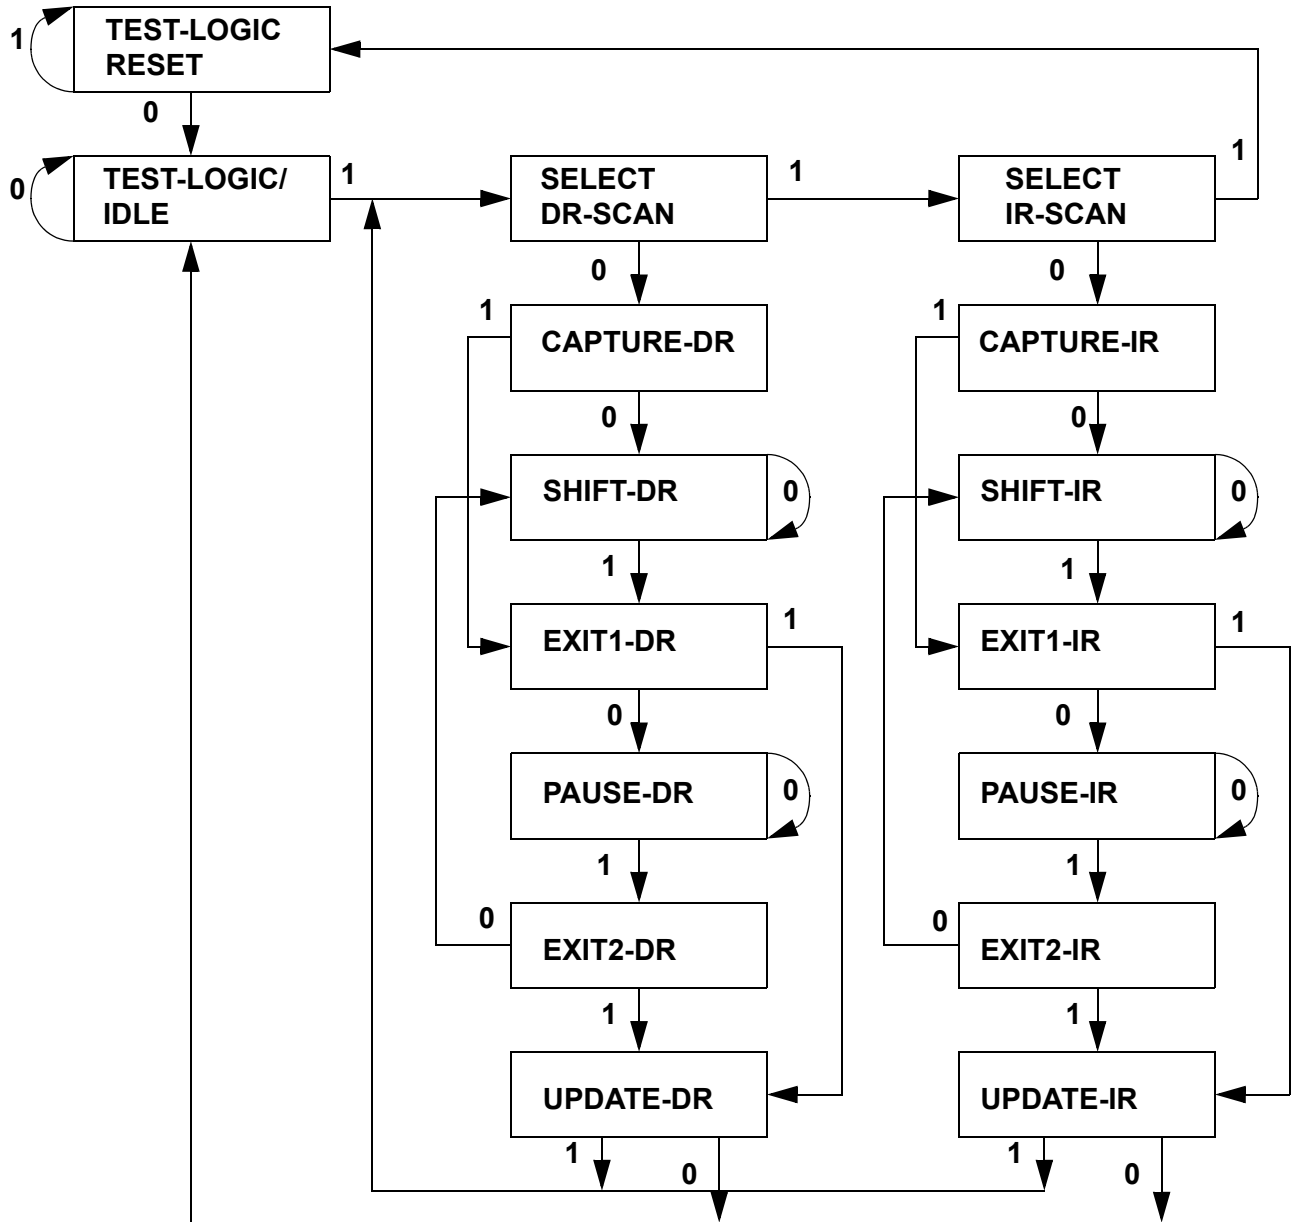 1
TEST-LOGIC
RESET
0
0
TEST-LOGIC/
IDLE
1
SELECT
DR-SCAN
1
SELECT
IR-SCAN
1
0
0
1
CAPTURE-DR
1
CAPTURE-IR
0
0
SHIFT-DR
0
SHIFT-IR
0
1
1
EXIT1-DR
1
EXIT1-IR
1
0
0
PAUSE-DR
0
PAUSE-IR
0
1
1
0
EXIT2-DR
0
EXIT2-IR
1
1
UPDATE-DR
UPDATE-IR
1
0
1
0